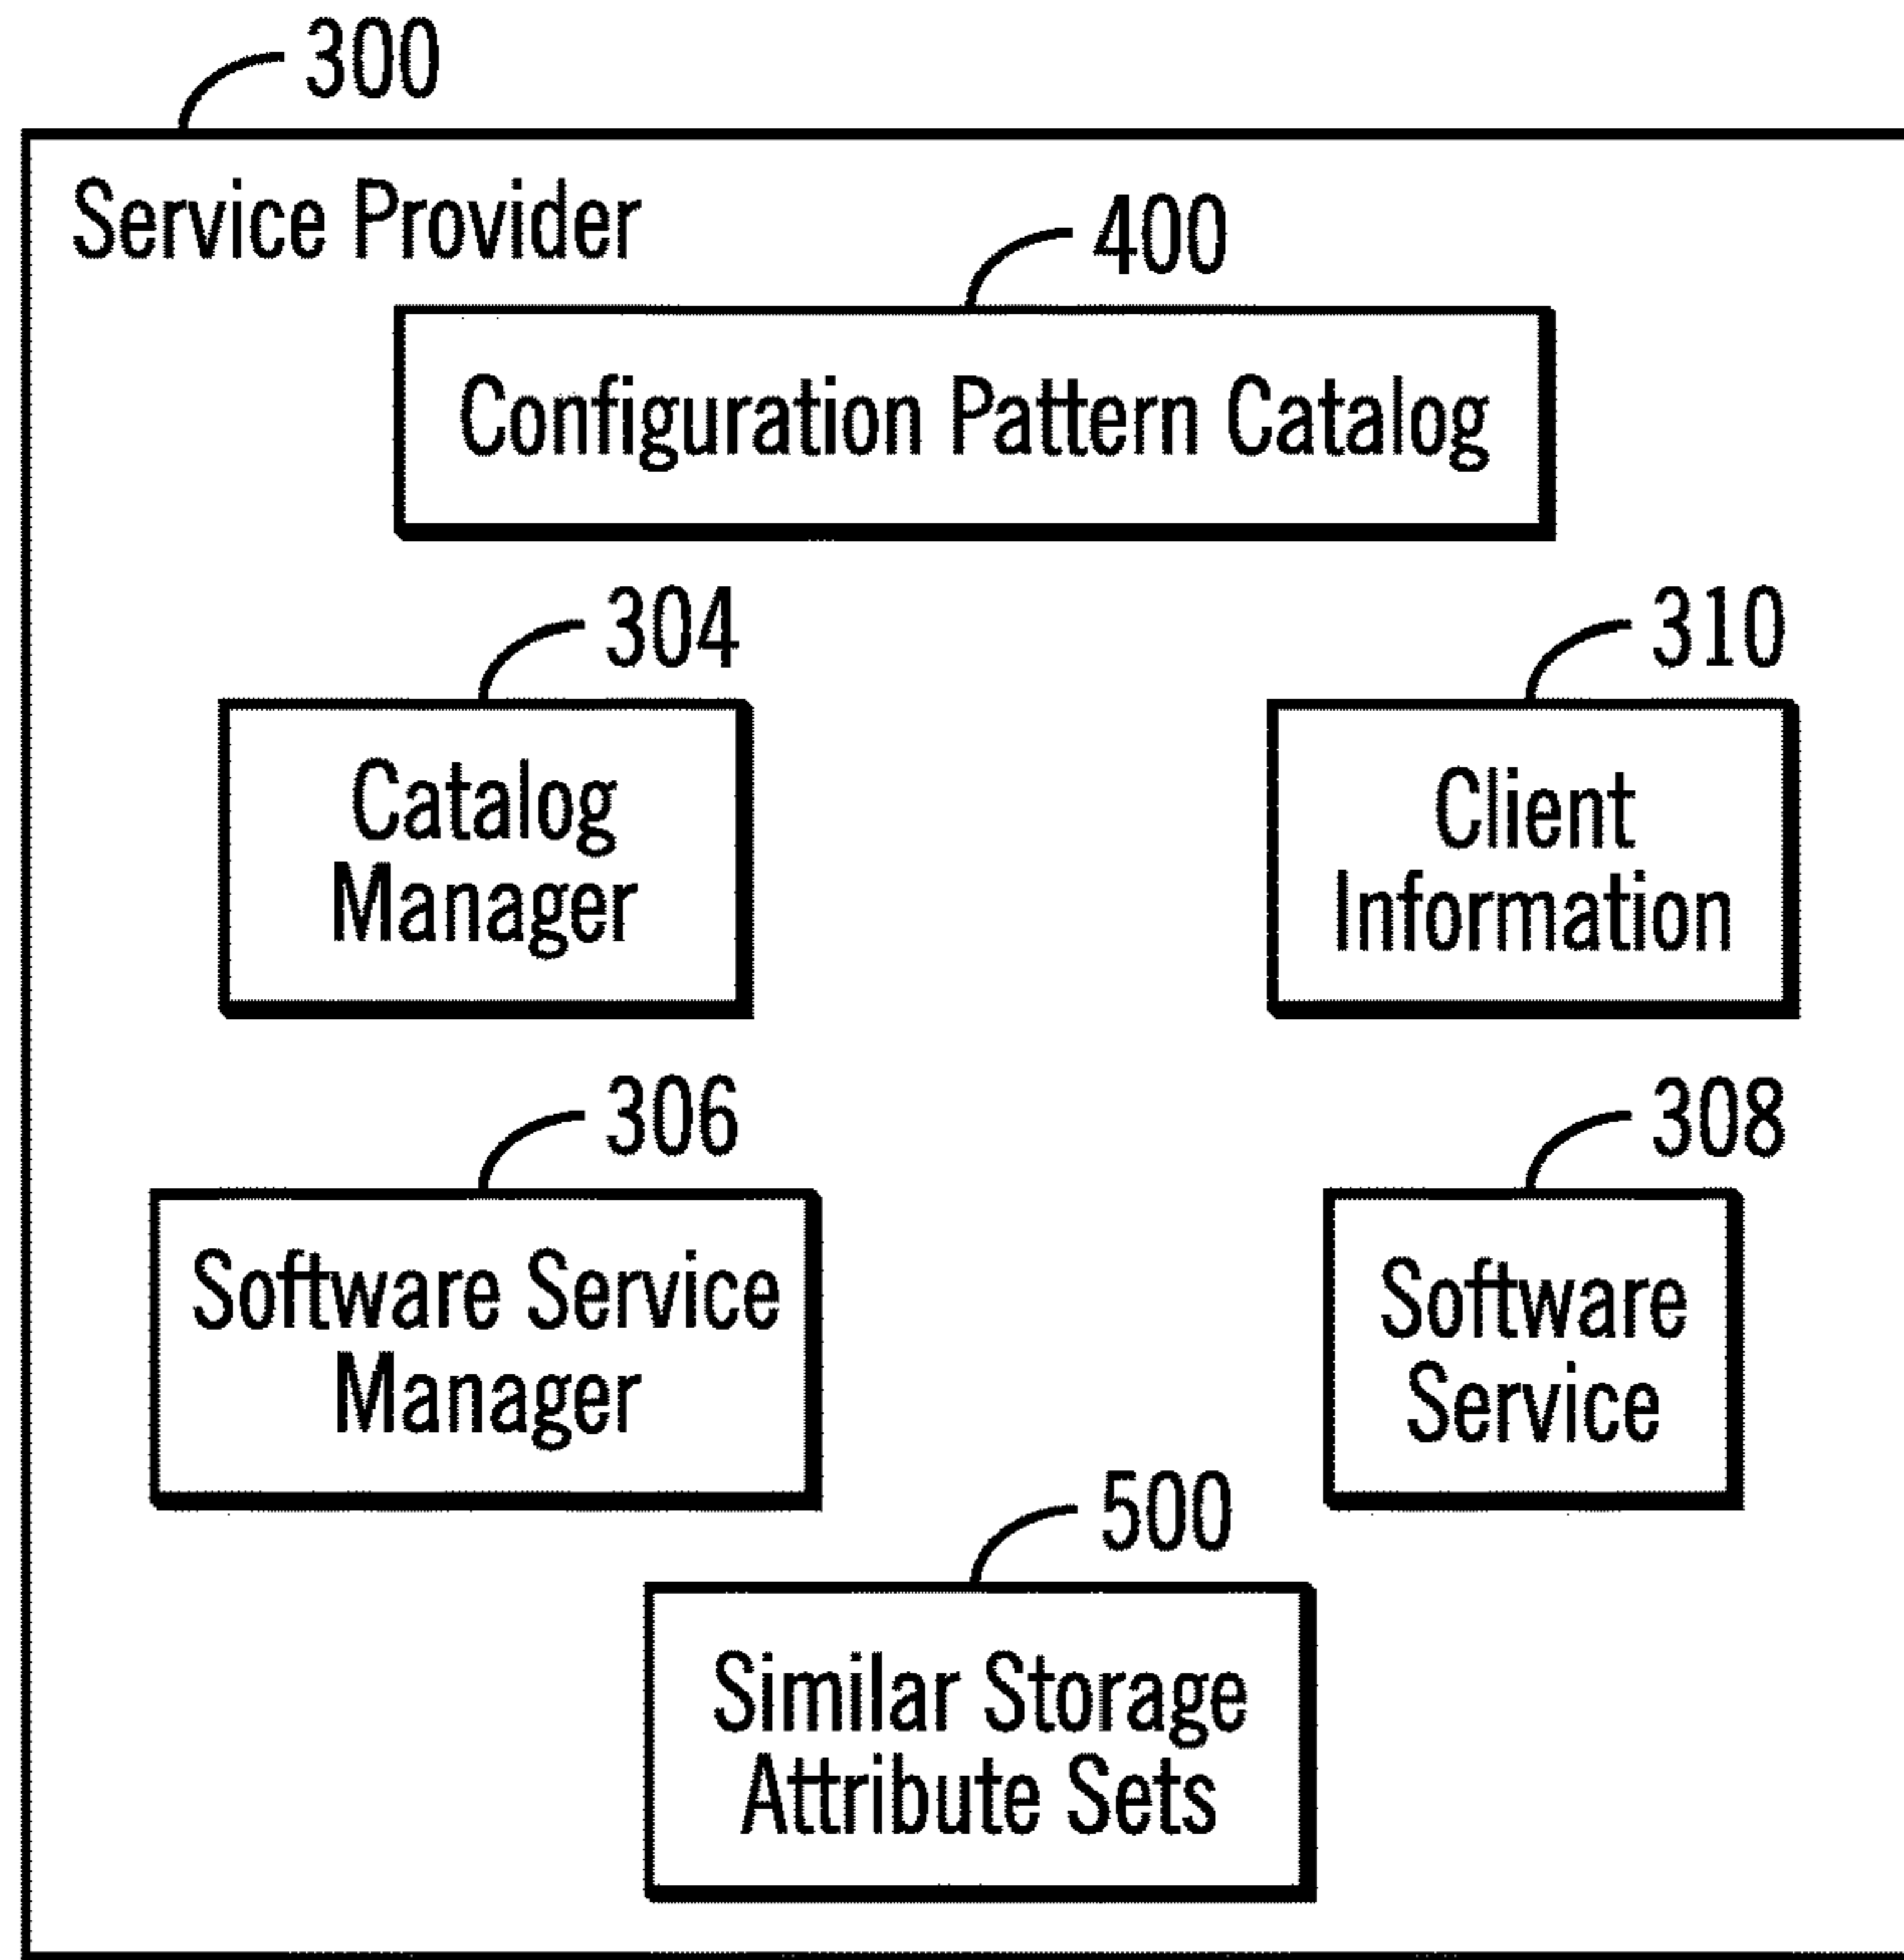 300
Service Provider
400
Configuration Pattern Catalog
304
Catalog
Manager
310
Client
Information
306
Software Service
Manager
308
Software
Service
500
Similar Storage
Attribute Sets